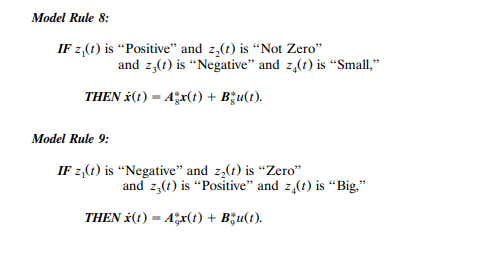 Model Rule 8:
IF z₁(t) is “Positive” and z₂(t) is “Not Zero”
and z₃(t) is “Negative” and z₄(t) is “Small,”
THEN ẋ(t) = A₈*x(t) + B₈*u(t).
Model Rule 9:
IF z₁(t) is “Negative” and z₂(t) is “Zero”
and z₃(t) is “Positive” and z₄(t) is “Big,”
THEN ẋ(t) = A₉*x(t) + B₉*u(t).